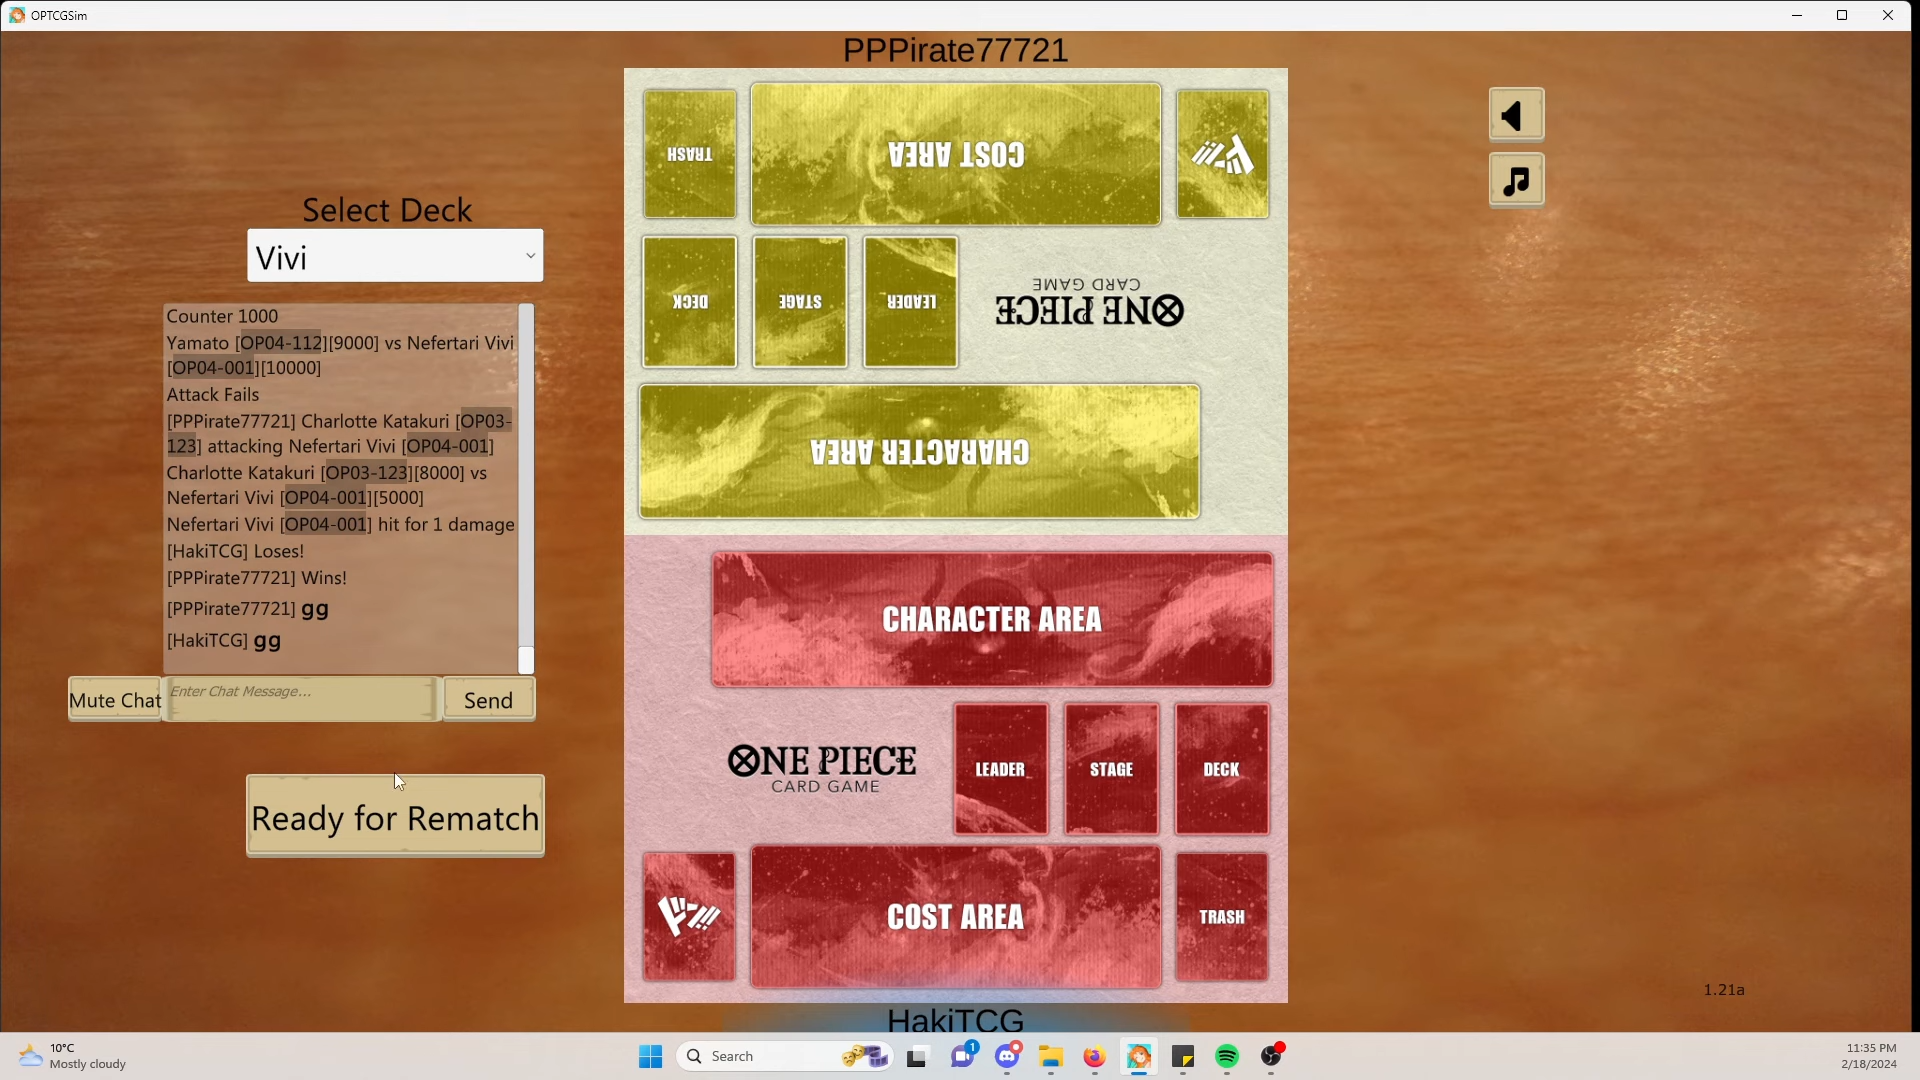 OPTCGSim
PPPirate77721
TRASH
COST AREA
Select Deck
Vivi
DECK
STAGE
LEADER
ONE PIECE
CARD GAME
CHARACTER AREA
Counter 1000
Yamato [OP04-112][9000] vs Nefertari Vivi
[OP04-001][10000]
Attack Fails
[PPPirate77721] Charlotte Katakuri [OP03-
123] attacking Nefertari Vivi [OP04-001]
Charlotte Katakuri [OP03-123][8000] vs
Nefertari Vivi [OP04-001][5000]
Nefertari Vivi [OP04-001] hit for 1 damage
[HakiTCG] Loses!
[PPPirate77721] Wins!
[PPPirate77721] gg
[HakiTCG] gg
Mute Chat
Enter Chat Message...
Send
Ready for Rematch
CHARACTER AREA
ONE PIECE
CARD GAME
LEADER
STAGE
DECK
COST AREA
TRASH
1.21a
HakiTCG
10°C
Mostly cloudy
Search
1
11:35 PM
2/18/2024